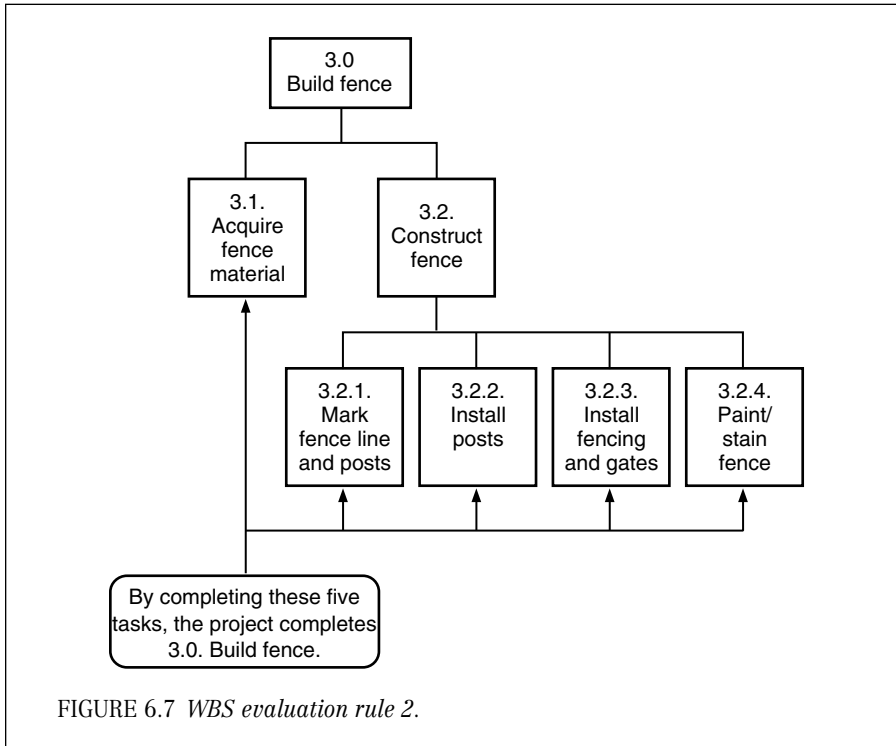 3.0
Build fence
3.1.
Acquire
fence
material
3.2.
Construct
fence
3.2.1.
Mark
fence line
and posts
3.2.2.
Install
posts
3.2.3.
Install
fencing
and gates
3.2.4.
Paint/
stain
fence
By completing these five
tasks, the project completes
3.0. Build fence.
FIGURE 6.7 WBS evaluation rule 2.